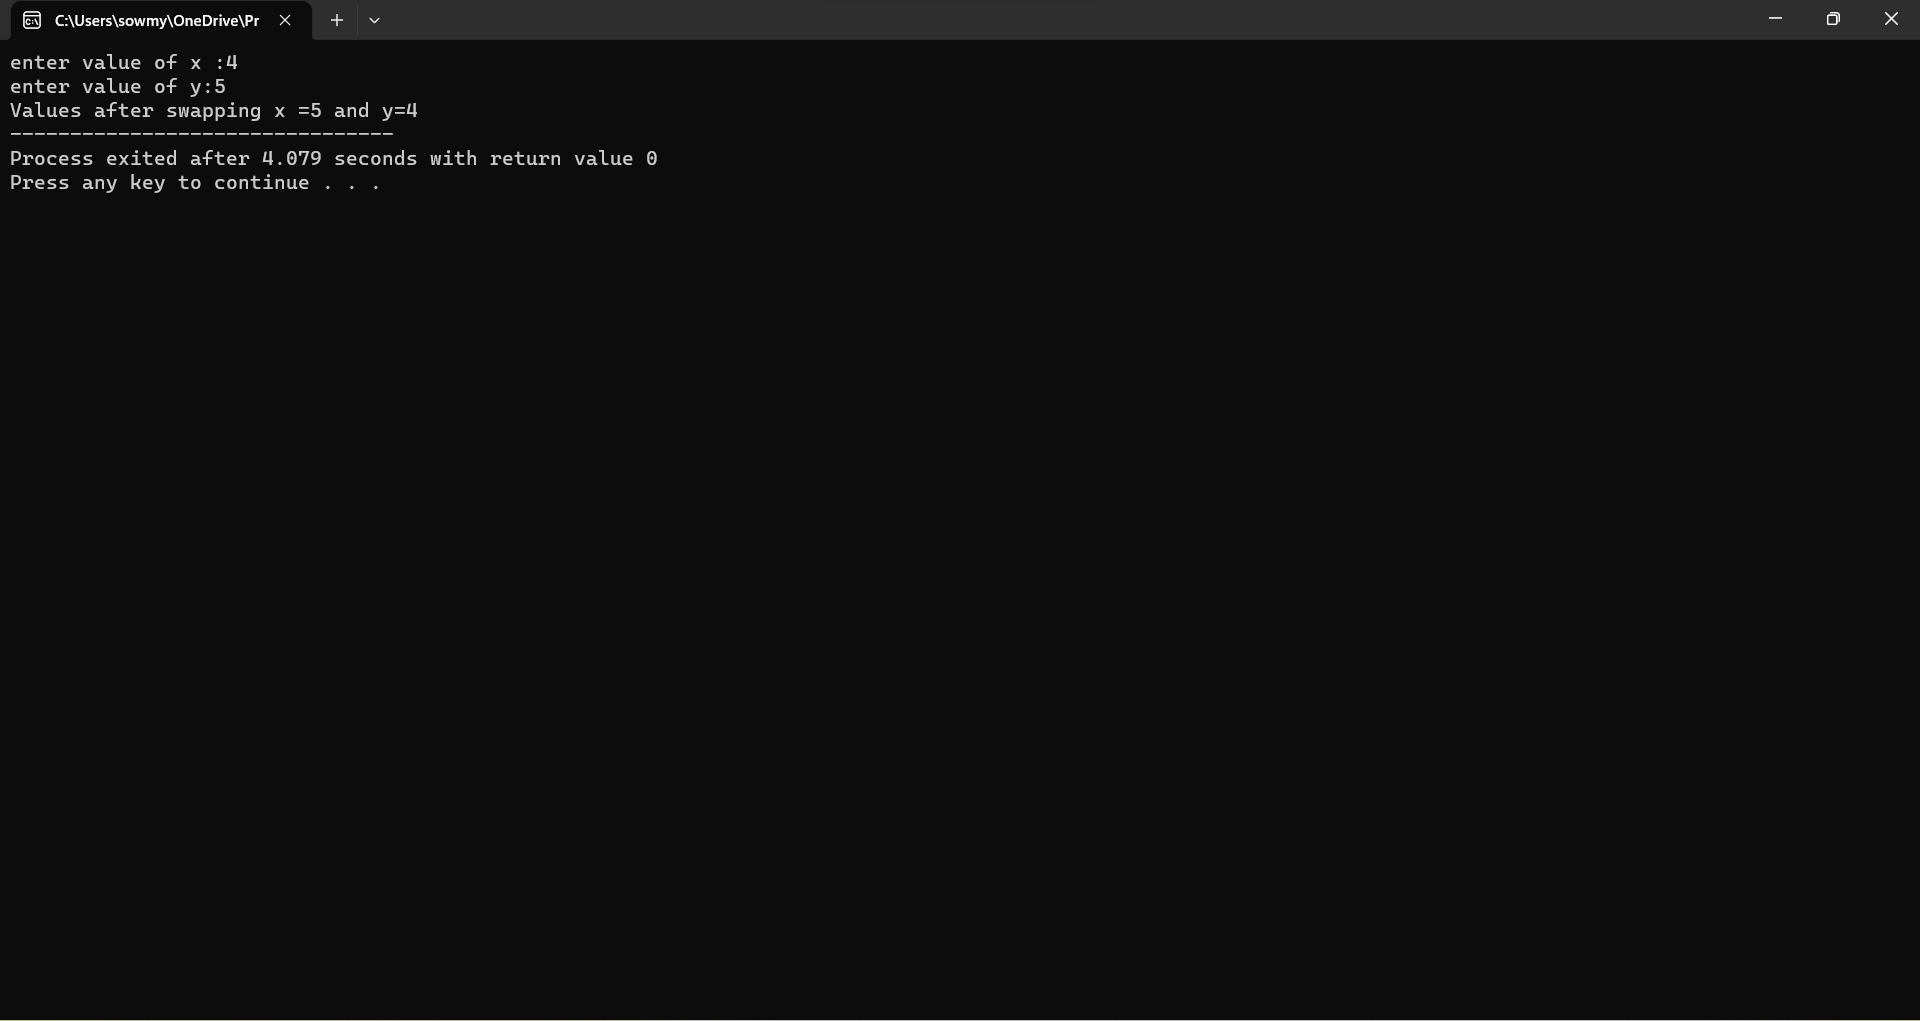 C:\Users\sowmy\OneDrive\Pr
enter value of x :4
enter value of y:5
Values after swapping x =5 and y=4
--------------------------------
Process exited after 4.079 seconds with return value 0
Press any key to continue . . .